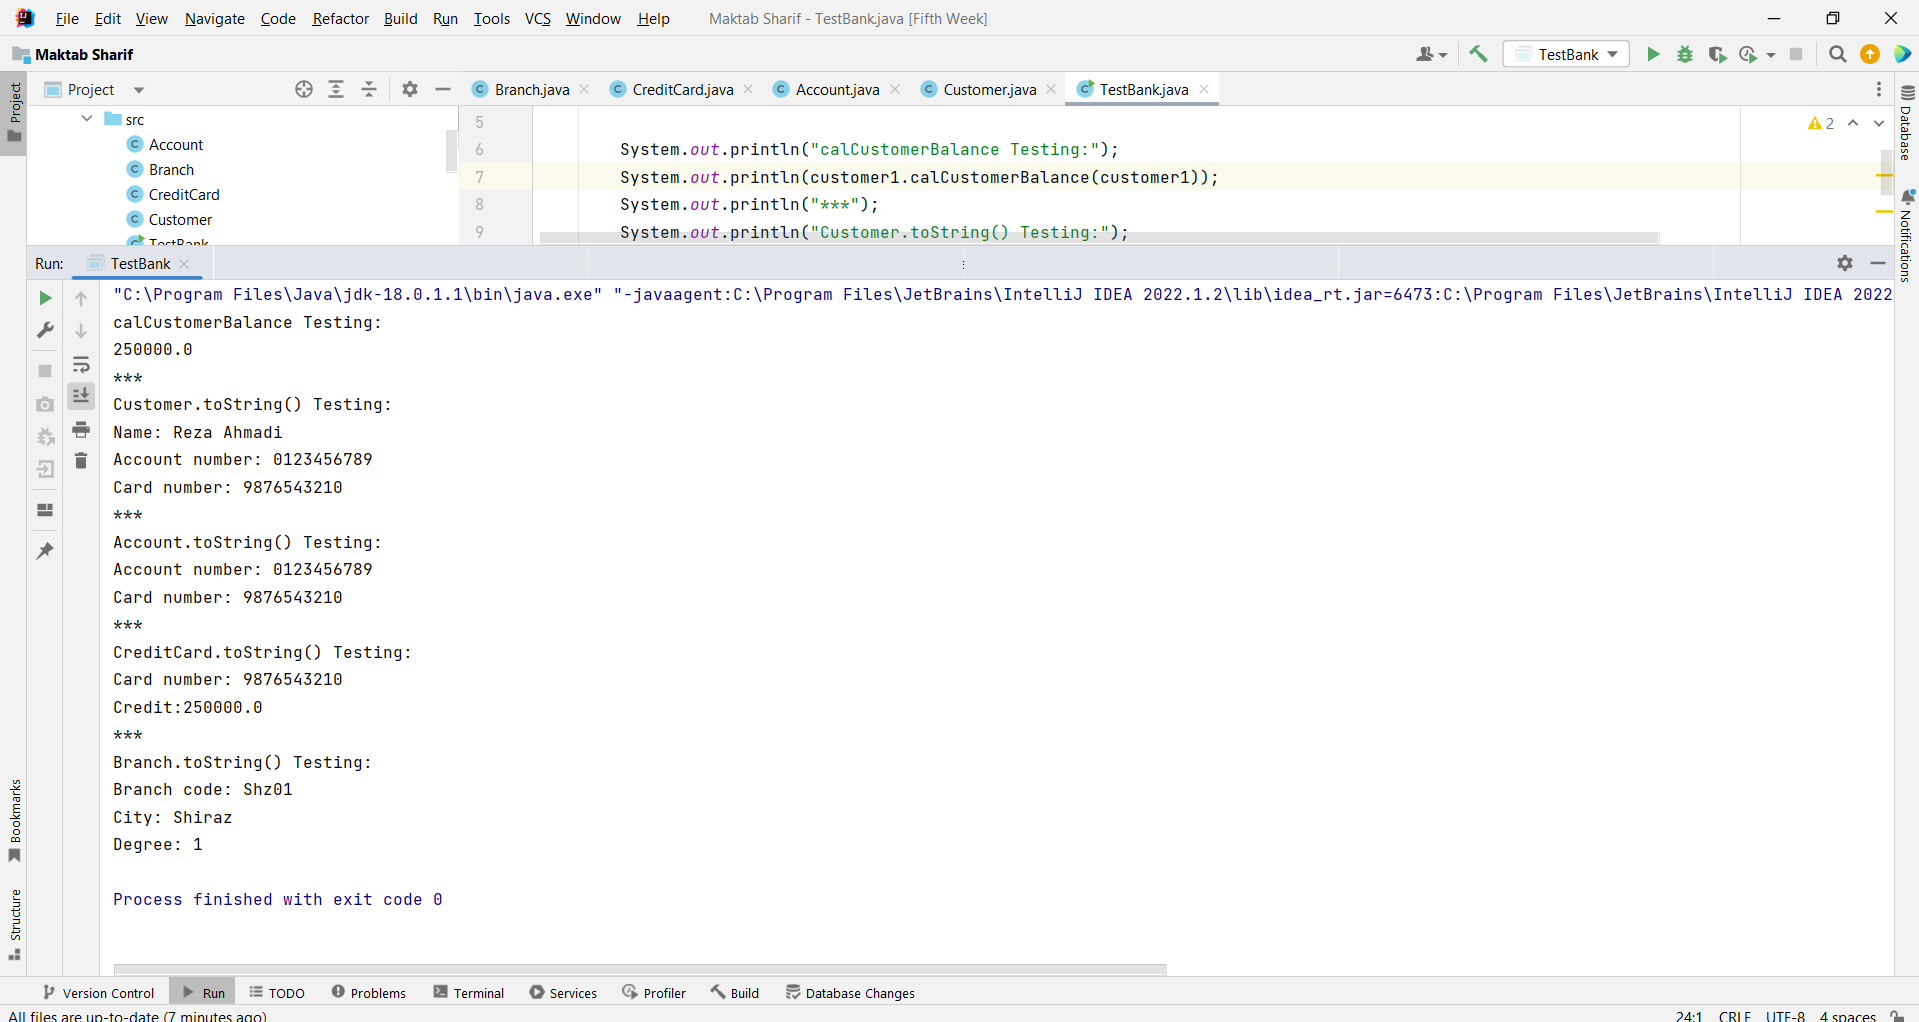 File Edit View Navigate Code Refactor Build Run Tools VCS Window Help Maktab Sharif - TestBank.java [Fifth Week]
Maktab Sharif TestBank
Project Branch.java CreditCard.java Account.java Customer.java TestBank.java
Project
src
Account
Branch
CreditCard
Customer
TestBank
5
6 System.out.println("calCustomerBalance Testing:");
7 System.out.println(customer1.calCustomerBalance(customer1));
8 System.out.println("***");
9 System.out.println("Customer.toString() Testing:");
2
Database
Notifications
Run: TestBank
"C:\Program Files\Java\jdk-18.0.1.1\bin\java.exe" "-javaagent:C:\Program Files\JetBrains\IntelliJ IDEA 2022.1.2\lib\idea_rt.jar=6473:C:\Program Files\JetBrains\IntelliJ IDEA 2022
calCustomerBalance Testing:
250000.0
***
Customer.toString() Testing:
Name: Reza Ahmadi
Account number: 0123456789
Card number: 9876543210
***
Account.toString() Testing:
Account number: 0123456789
Card number: 9876543210
***
CreditCard.toString() Testing:
Card number: 9876543210
Credit:250000.0
***
Branch.toString() Testing:
Branch code: Shz01
City: Shiraz
Degree: 1
Process finished with exit code 0
Bookmarks
Structure
Version Control Run TODO Problems Terminal Services Profiler Build Database Changes
All files are up-to-date (7 minutes ago) 24:1 CRLF UTF-8 4 spaces